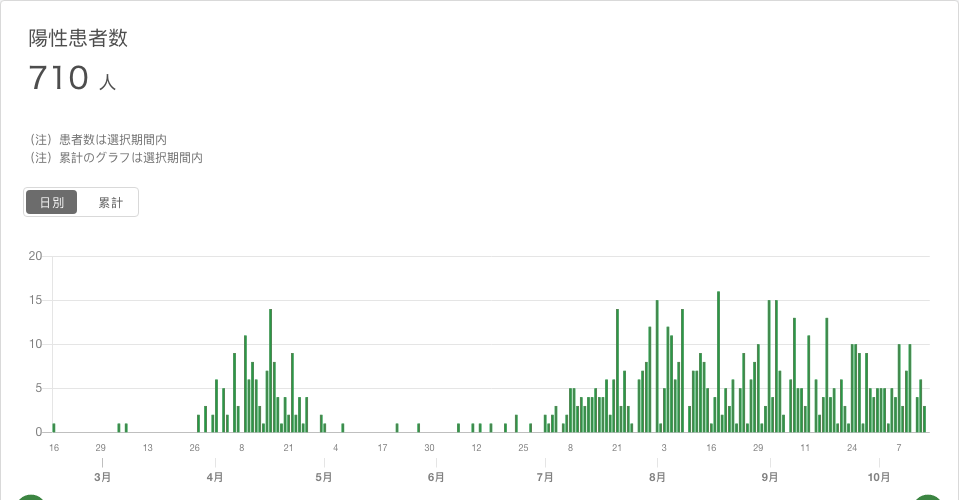 陽性患者数
710 人
（注）患者数は選択期間内
（注）累計のグラフは選択期間内
日別 累計
20
15
10
5
0
16 29 13 26 8 21 4 17 30 12 25 8 21 3 16 29 11 24 7
3月 4月 5月 6月 7月 8月 9月 10月